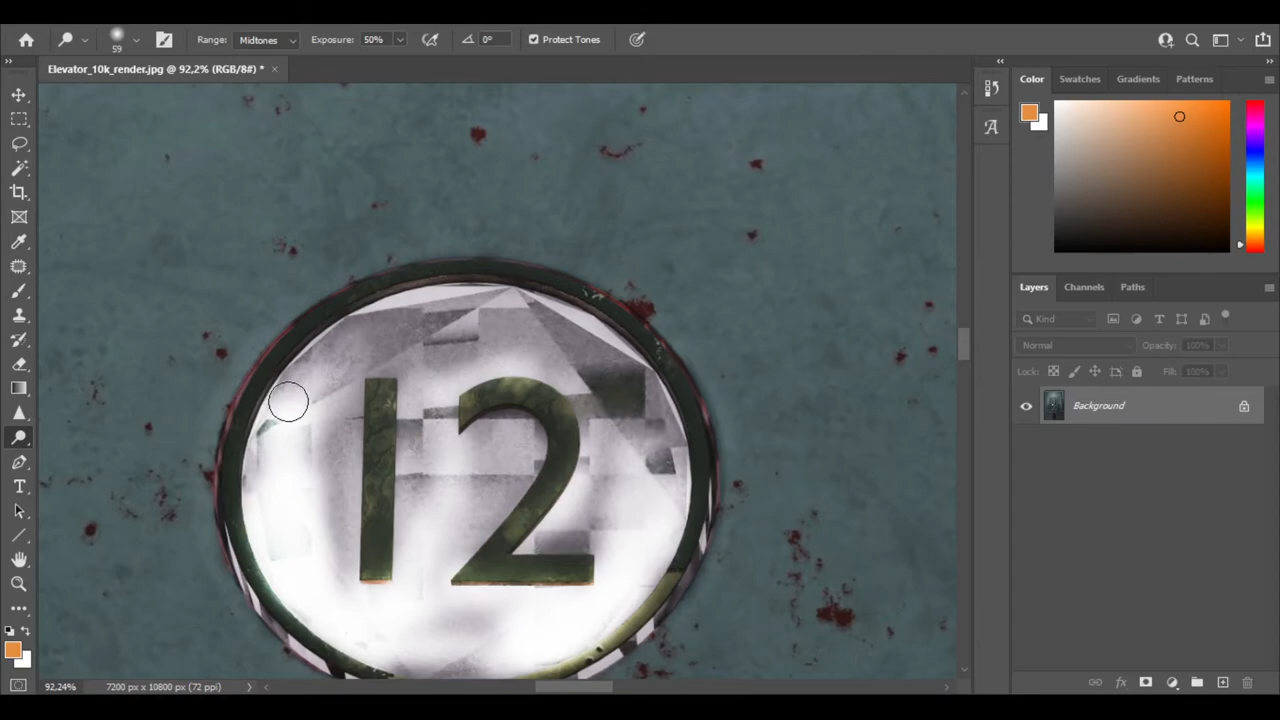 59
Range: Midtones
Exposure: 50%
0°
Protect Tones
Elevator_10k_render.jpg @ 92,2% (RGB/8#) *
Color
Swatches
Gradients
Patterns
12
Layers
Channels
Paths
Kind
Normal
Opacity: 100%
Lock:
Fill: 100%
Background
92,24%
7200 px x 10800 px (72 ppi)